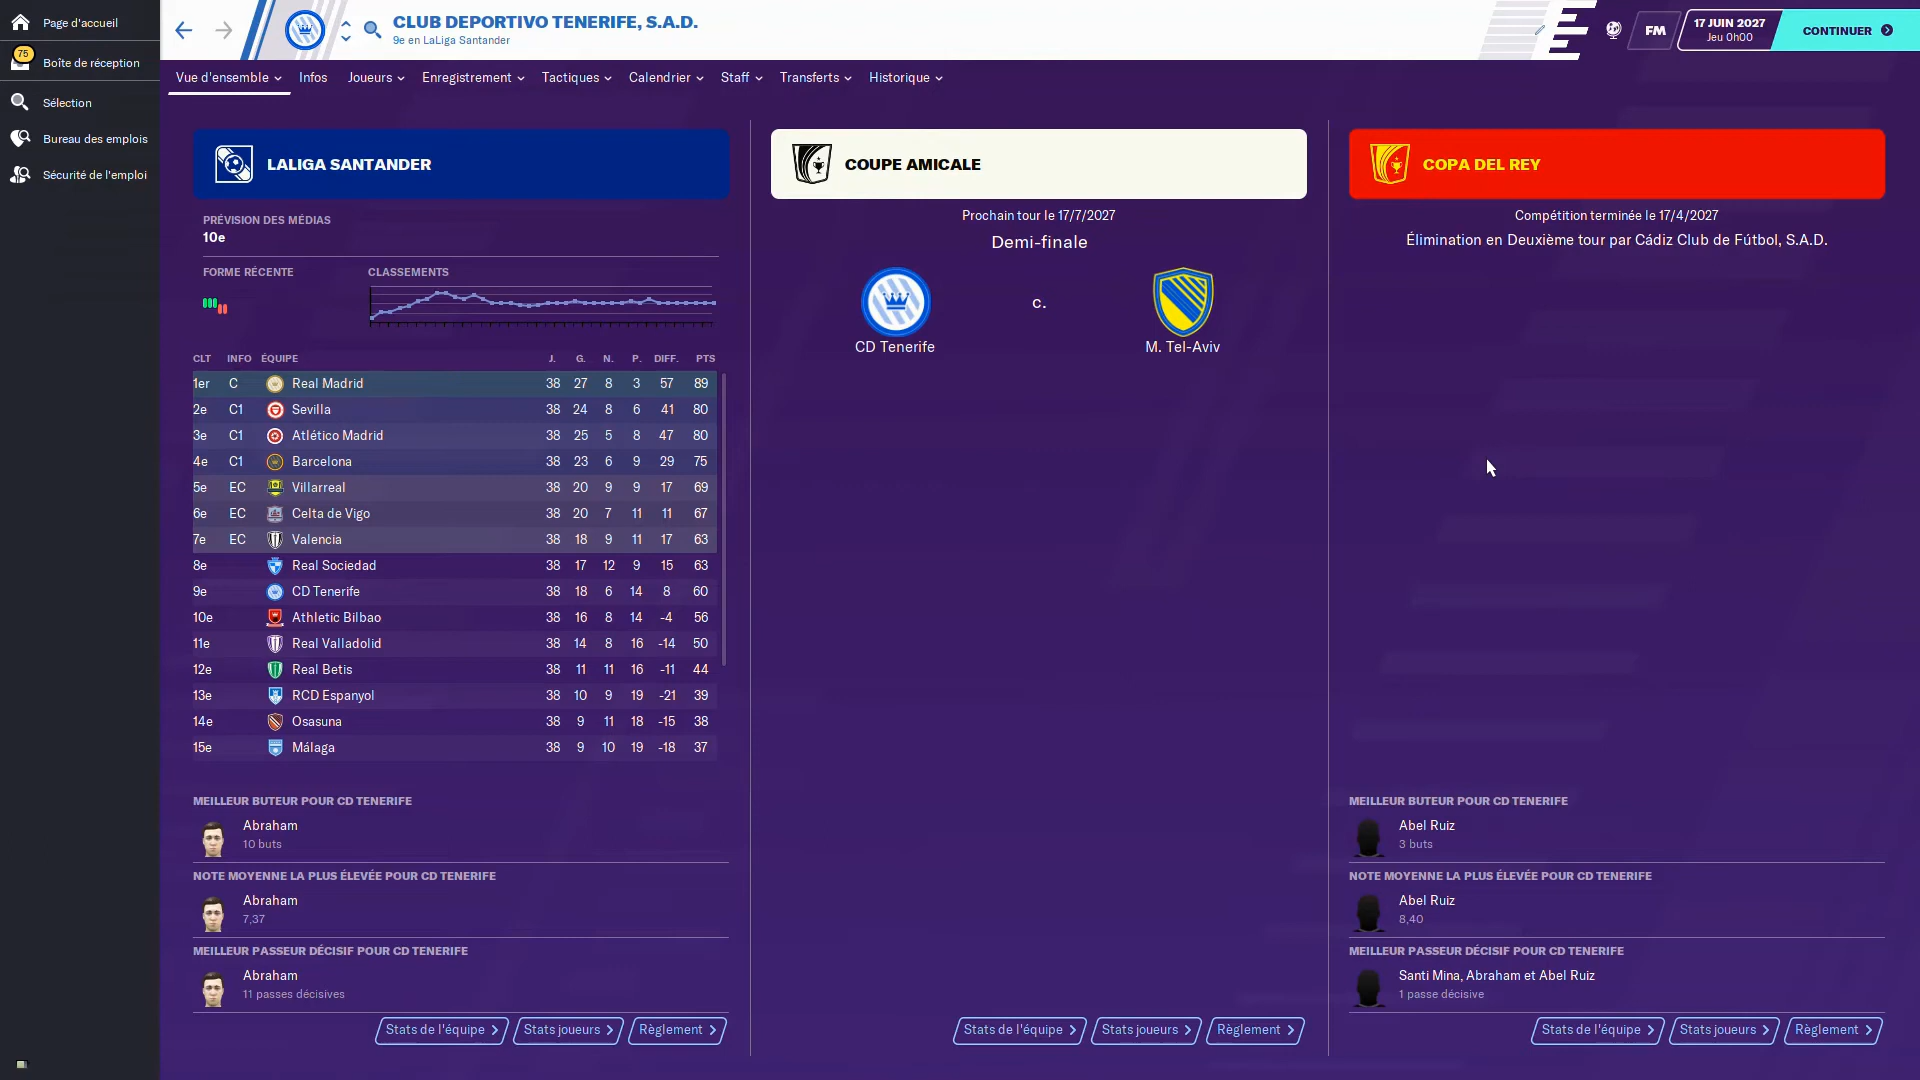 Page d'accueil
75
Boîte de réception
Sélection
Bureau des emplois
Sécurité de l'emploi
CLUB DEPORTIVO TENERIFE, S.A.D.
9e en LaLiga Santander
FM
17 JUIN 2027
Jeu 0h00
CONTINUER
Vue d'ensemble Infos Joueurs Enregistrement Tactiques Calendrier Staff Transferts Historique
LALIGA SANTANDER
PRÉVISION DES MÉDIAS
10e
FORME RÉCENTE CLASSEMENTS
CLT INFO ÉQUIPE J. G. N. P. DIFF. PTS
1er C Real Madrid 38 27 8 3 57 89
2e C1 Sevilla 38 24 8 6 41 80
3e C1 Atlético Madrid 38 25 5 8 47 80
4e C1 Barcelona 38 23 6 9 29 75
5e EC Villarreal 38 20 9 9 17 69
6e EC Celta de Vigo 38 20 7 11 11 67
7e EC Valencia 38 18 9 11 17 63
8e Real Sociedad 38 17 12 9 15 63
9e CD Tenerife 38 18 6 14 8 60
10e Athletic Bilbao 38 16 8 14 -4 56
11e Real Valladolid 38 14 8 16 -14 50
12e Real Betis 38 11 11 16 -11 44
13e RCD Espanyol 38 10 9 19 -21 39
14e Osasuna 38 9 11 18 -15 38
15e Málaga 38 9 10 19 -18 37
MEILLEUR BUTEUR POUR CD TENERIFE
Abraham
10 buts
NOTE MOYENNE LA PLUS ÉLEVÉE POUR CD TENERIFE
Abraham
7,37
MEILLEUR PASSEUR DÉCISIF POUR CD TENERIFE
Abraham
11 passes décisives
Stats de l'équipe Stats joueurs Règlement
COUPE AMICALE
Prochain tour le 17/7/2027
Demi-finale
c.
CD Tenerife M. Tel-Aviv
Stats de l'équipe Stats joueurs Règlement
COPA DEL REY
Compétition terminée le 17/4/2027
Élimination en Deuxième tour par Cádiz Club de Fútbol, S.A.D.
MEILLEUR BUTEUR POUR CD TENERIFE
Abel Ruiz
3 buts
NOTE MOYENNE LA PLUS ÉLEVÉE POUR CD TENERIFE
Abel Ruiz
8,40
MEILLEUR PASSEUR DÉCISIF POUR CD TENERIFE
Santi Mina, Abraham et Abel Ruiz
1 passe décisive
Stats de l'équipe Stats joueurs Règlement